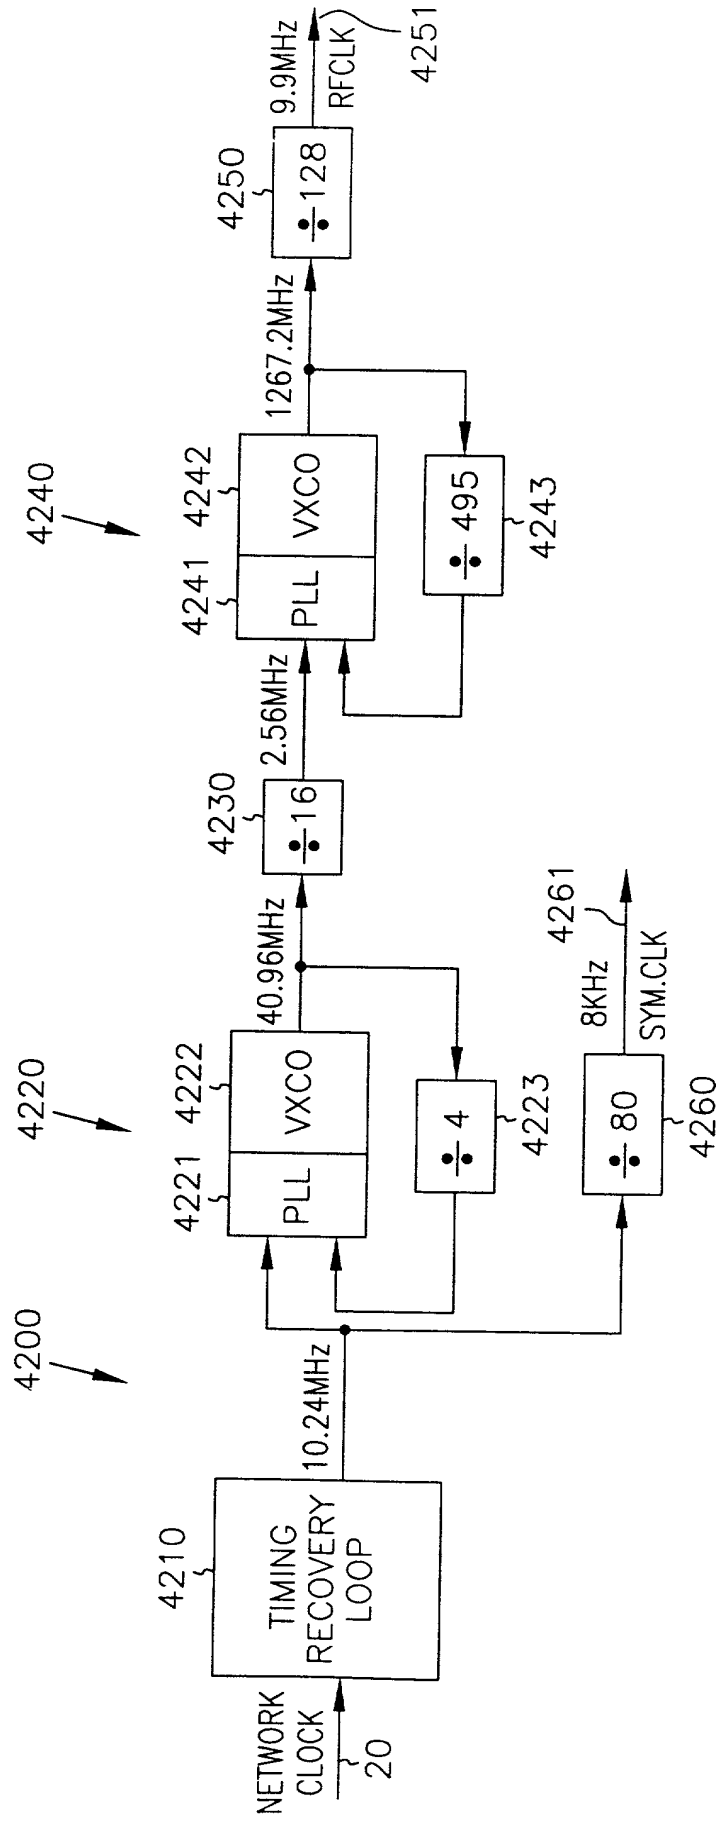 4200
4220
4240
NETWORK
CLOCK
20
4210
TIMING
RECOVERY
LOOP
10.24MHz
4221
4222
PLL
VXCO
÷ 4
4223
40.96MHz
÷ 80
4260
8KHz
SYM.CLK
4261
4230
÷16
2.56MHz
4241
4242
PLL
VXCO
÷ 495
4243
1267.2MHz
4250
÷128
9.9MHz
RFCLK
4251